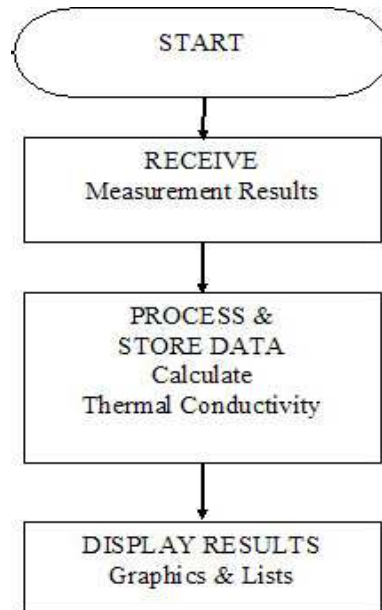 START
RECEIVE
Measurement Results
PROCESS &
STORE DATA
Calculate
Thermal Conductivity
DISPLAY RESULTS
Graphics & Lists